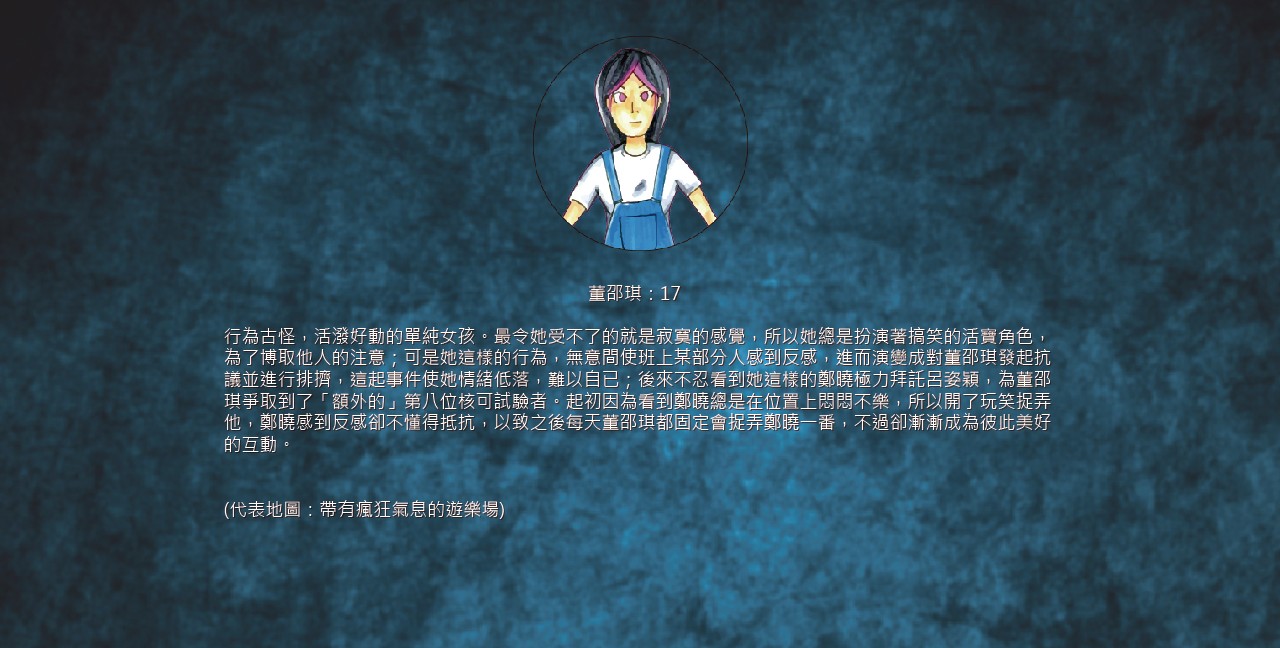 董邵琪：17
行為古怪，活潑好動的單純女孩。最令她受不了的就是寂寞的感覺，所以她總是扮演著搞笑的活寶角色，
為了博取他人的注意；可是她這樣的行為，無意間使班上某部分人感到反感，進而演變成對董邵琪發起抗
議並進行排擠，這起事件使她情緒低落，難以自已；後來不忍看到她這樣的鄭曉極力拜託呂姿穎，為董邵
琪爭取到了「額外的」第八位核可試驗者。起初因為看到鄭曉總是在位置上悶悶不樂，所以開了玩笑捉弄
他，鄭曉感到反感卻不懂得抵抗，以致之後每天董邵琪都固定會捉弄鄭曉一番，不過卻漸漸成為彼此美好
的互動。
(代表地圖：帶有瘋狂氣息的遊樂場)